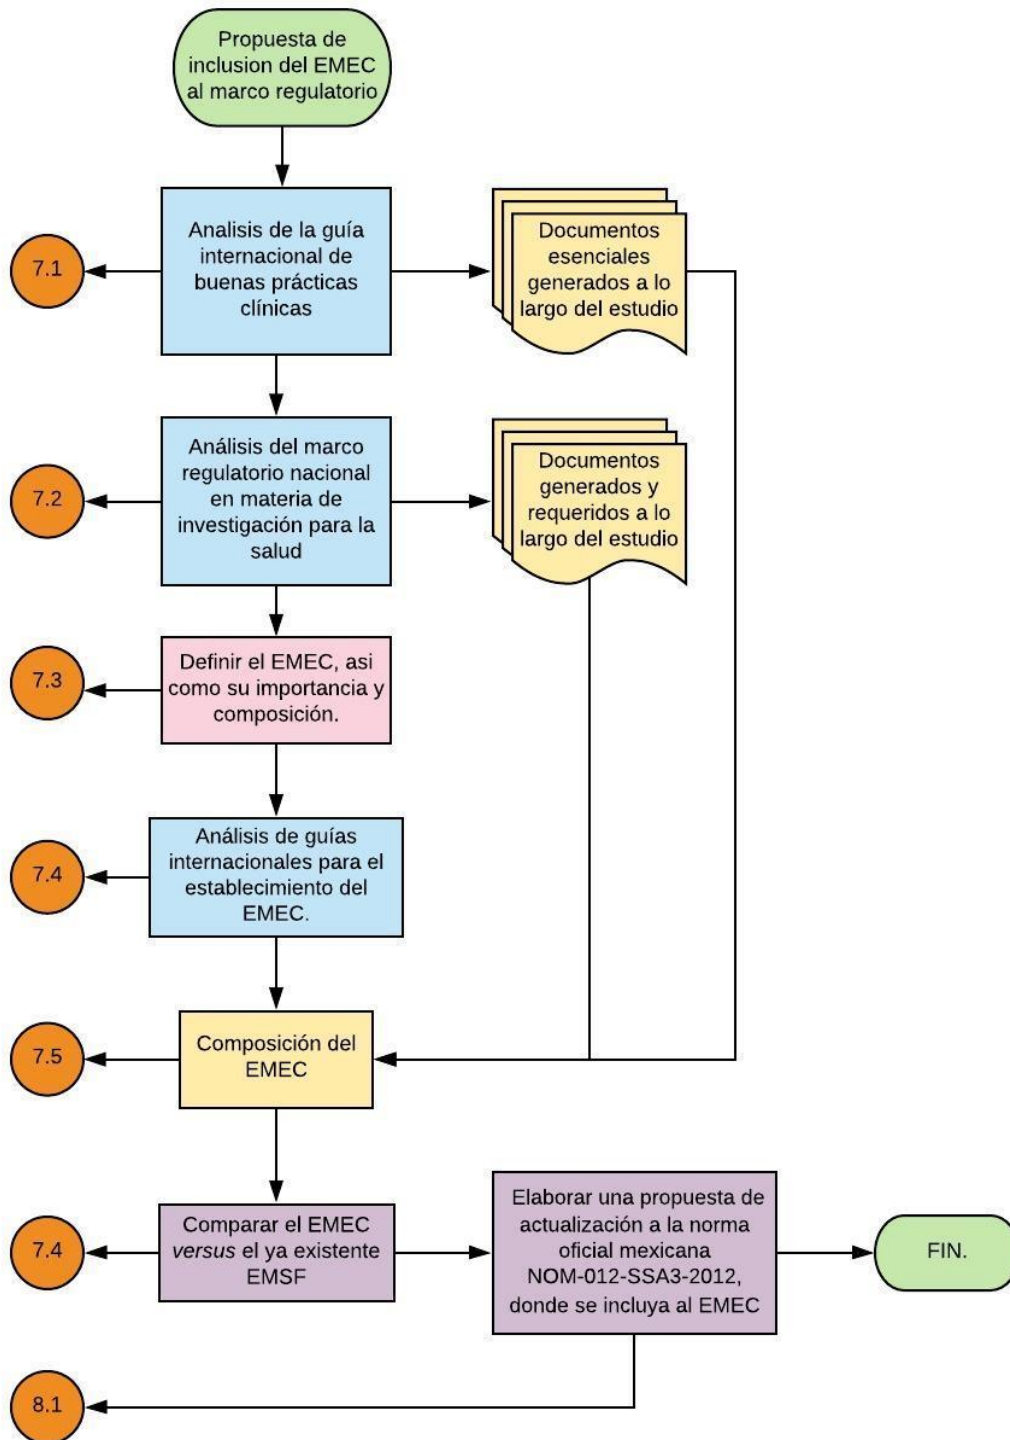 Propuesta de
inclusion del EMEC
al marco regulatorio
7.1
Analisis de la guía
internacional de
buenas prácticas
clínicas
Documentos
esenciales
generados a lo
largo del estudio
7.2
Análisis del marco
regulatorio nacional
en materia de
investigación para la
salud
Documentos
generados y
requeridos a lo
largo del estudio
7.3
Definir el EMEC, asi
como su importancia y
composición.
7.4
Análisis de guías
internacionales para el
establecimiento del
EMEC.
7.5
Composición del
EMEC
7.4
Comparar el EMEC
versus el ya existente
EMSF
Elaborar una propuesta de
actualización a la norma
oficial mexicana
NOM-012-SSA3-2012,
donde se incluya al EMEC
FIN.
8.1